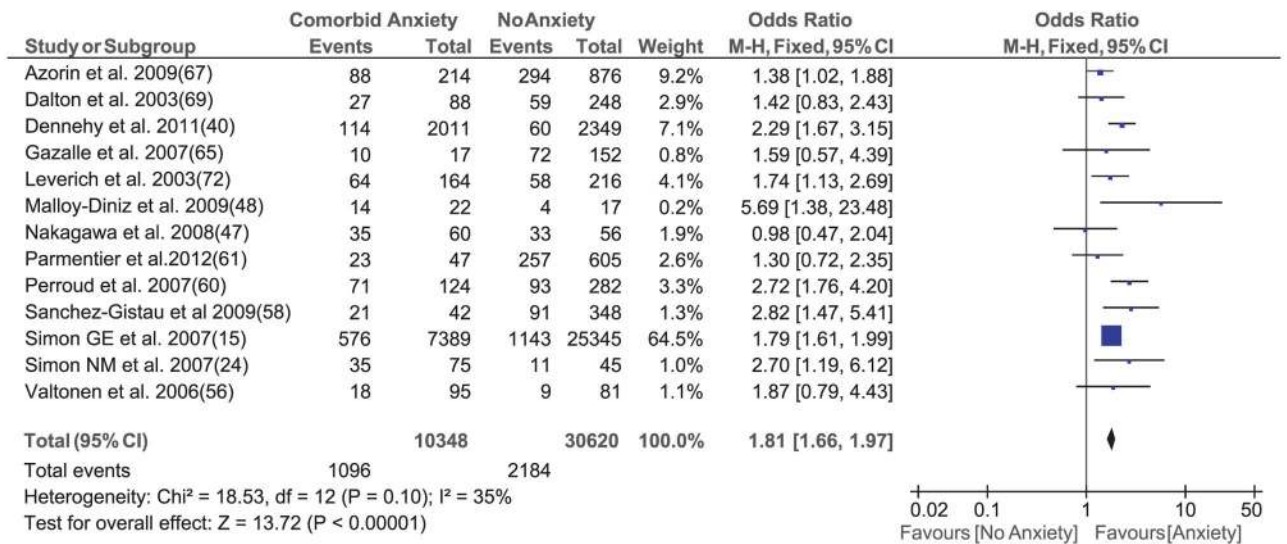 Comorbid Anxiety NoAnxiety Odds Ratio Odds Ratio
Study or Subgroup Events Total Events Total Weight M-H, Fixed, 95% CI M-H, Fixed, 95% CI
Azorin et al. 2009(67) 88 214 294 876 9.2% 1.38 [1.02, 1.88]
Dalton et al. 2003(69) 27 88 59 248 2.9% 1.42 [0.83, 2.43]
Dennehy et al. 2011(40) 114 2011 60 2349 7.1% 2.29 [1.67, 3.15]
Gazalle et al. 2007(65) 10 17 72 152 0.8% 1.59 [0.57, 4.39]
Leverich et al. 2003(72) 64 164 58 216 4.1% 1.74 [1.13, 2.69]
Malloy-Diniz et al. 2009(48) 14 22 4 17 0.2% 5.69 [1.38, 23.48]
Nakagawa et al. 2008(47) 35 60 33 56 1.9% 0.98 [0.47, 2.04]
Parmentier et al.2012(61) 23 47 257 605 2.6% 1.30 [0.72, 2.35]
Perroud et al. 2007(60) 71 124 93 282 3.3% 2.72 [1.76, 4.20]
Sanchez-Gistau et al 2009(58) 21 42 91 348 1.3% 2.82 [1.47, 5.41]
Simon GE et al. 2007(15) 576 7389 1143 25345 64.5% 1.79 [1.61, 1.99]
Simon NM et al. 2007(24) 35 75 11 45 1.0% 2.70 [1.19, 6.12]
Valtonen et al. 2006(56) 18 95 9 81 1.1% 1.87 [0.79, 4.43]
Total (95% CI) 10348 30620 100.0% 1.81 [1.66, 1.97]
Total events 1096 2184
Heterogeneity: Chi² = 18.53, df = 12 (P = 0.10); I² = 35%
Test for overall effect: Z = 13.72 (P < 0.00001)
0.02 0.1 1 10 50
Favours [No Anxiety] Favours [Anxiety]